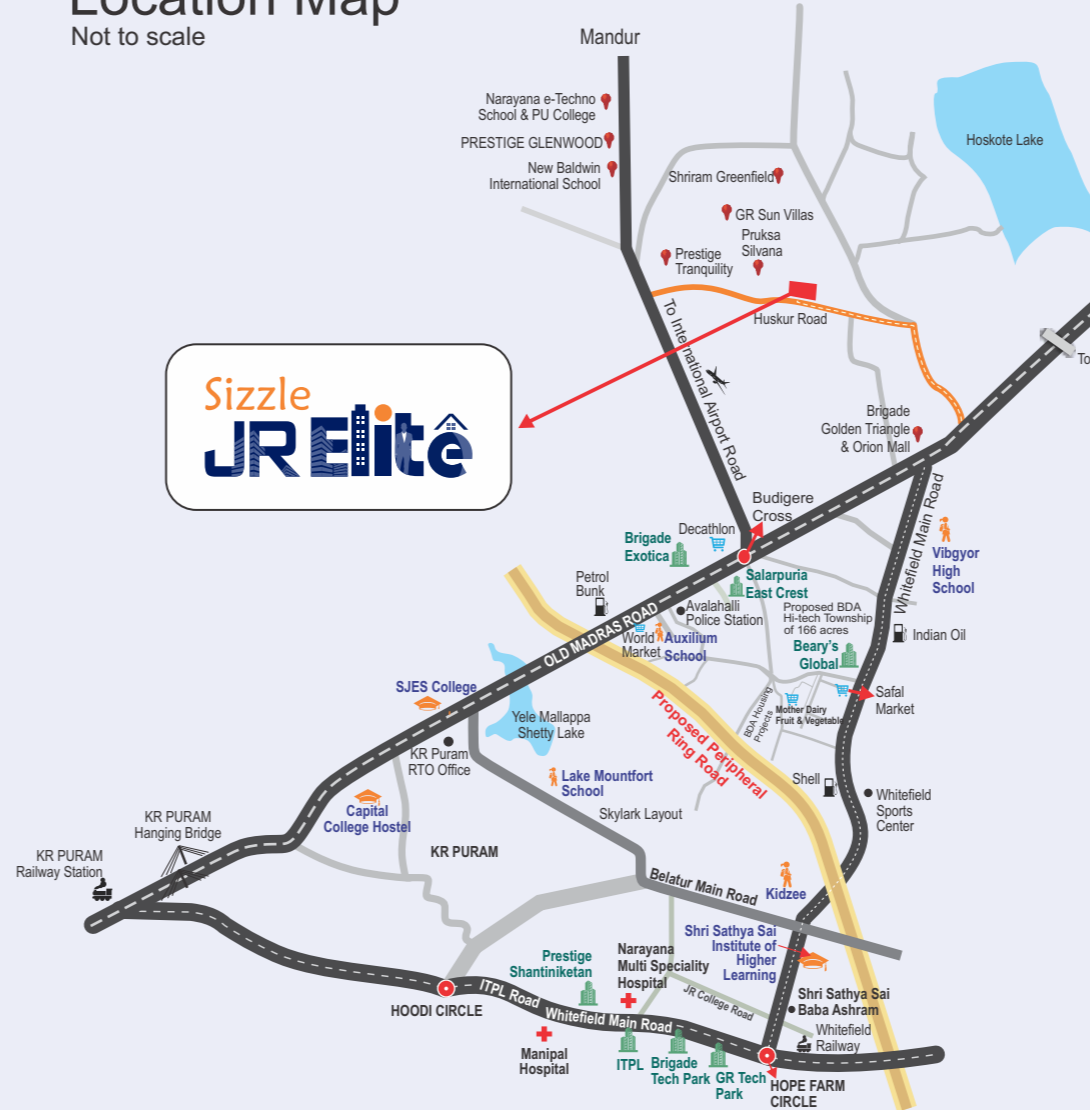 Location Map
Not to scale
Mandur
Narayana e-Techno
School & PU College
PRESTIGE GLENWOOD
New Baldwin
International School
Hoskote Lake
Shriram Greenfield
GR Sun Villas
Pruksa
Silvana
Prestige
Tranquility
Huskur Road
To International Airport Road
To
Sizzle
JR Elite
Brigade
Golden Triangle
& Orion Mall
Budigere
Cross
Decathlon
Brigade
Exotica
Whitefield Main Road
Vibgyor
High
School
Salarpuria
East Crest
Petrol
Bunk
OLD MADRAS ROAD
Avalahalli
Police Station
Proposed BDA
Hi-tech Township
of 166 acres
Indian Oil
World
Market
Auxilium
School
Beary's
Global
SJES College
Yele Mallappa
Shetty Lake
Proposed Peripheral
Ring Road
BDA Housing
Projects
Mother Dairy
Fruit & Vegetable
Safal
Market
KR Puram
RTO Office
Lake Mountfort
School
Shell
Whitefield
Sports
Center
Skylark Layout
Capital
College Hostel
KR PURAM
Hanging Bridge
KR PURAM
Railway Station
KR PURAM
Belatur Main Road
Kidzee
Shri Sathya Sai
Institute of
Higher
Learning
Prestige
Shantiniketan
Narayana
Multi Speciality
Hospital
JR College Road
Shri Sathya Sai
Baba Ashram
HOODI CIRCLE
ITPL Road
Whitefield Main Road
Whitefield
Railway
Manipal
Hospital
ITPL
Brigade
Tech Park
GR Tech
Park
HOPE FARM
CIRCLE